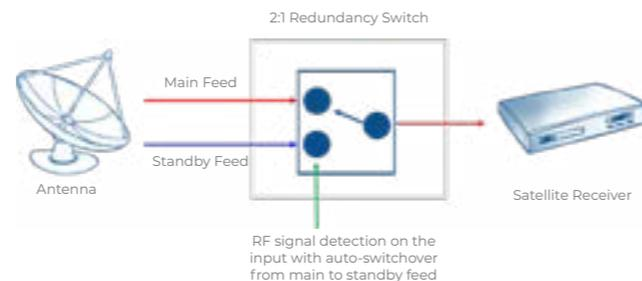 2:1 Redundancy Switch
Main Feed
Standby Feed
Antenna
Satellite Receiver
RF signal detection on the
input with auto-switchover
from main to standby feed